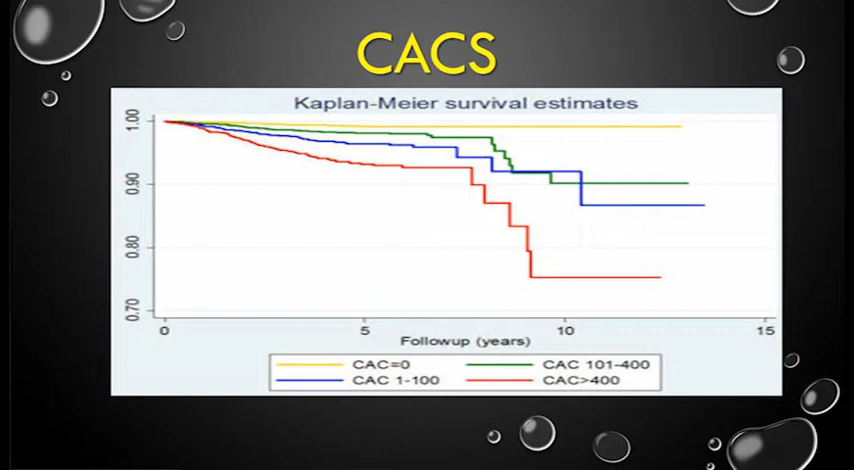 CACS
Kaplan-Meier survival estimates
1.00
0.90
0.80
0.70
0 5 10 15
Followup (years)
CAC=0 CAC 101-400
CAC 1-100 CAC>400